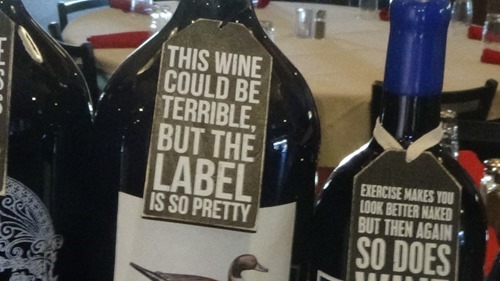 THIS WINE
COULD BE
TERRIBLE,
BUT THE
LABEL
IS SO PRETTY
EXERCISE MAKES YOU
LOOK BETTER NAKED
BUT THEN AGAIN
SO DOES
WINE